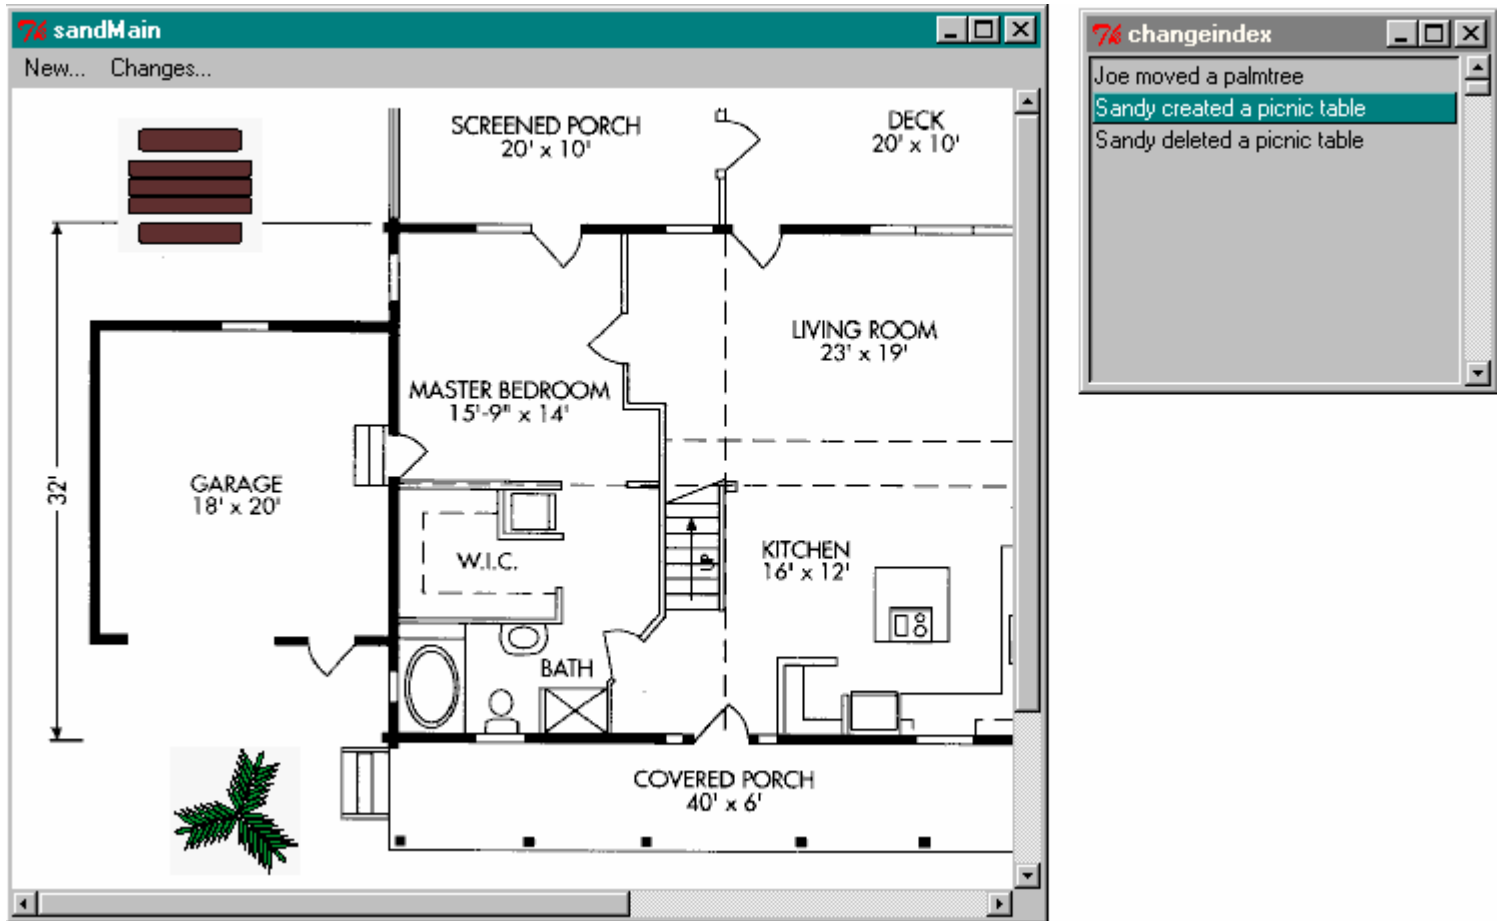 sandMain
New... Changes...
SCREENED PORCH
20' x 10'
DECK
20' x 10'
LIVING ROOM
23' x 19'
MASTER BEDROOM
15'-9" x 14'
32'
GARAGE
18' x 20'
W.I.C.
UP
KITCHEN
16' x 12'
BATH
COVERED PORCH
40' x 6'
changeindex
Joe moved a palmtree
Sandy created a picnic table
Sandy deleted a picnic table